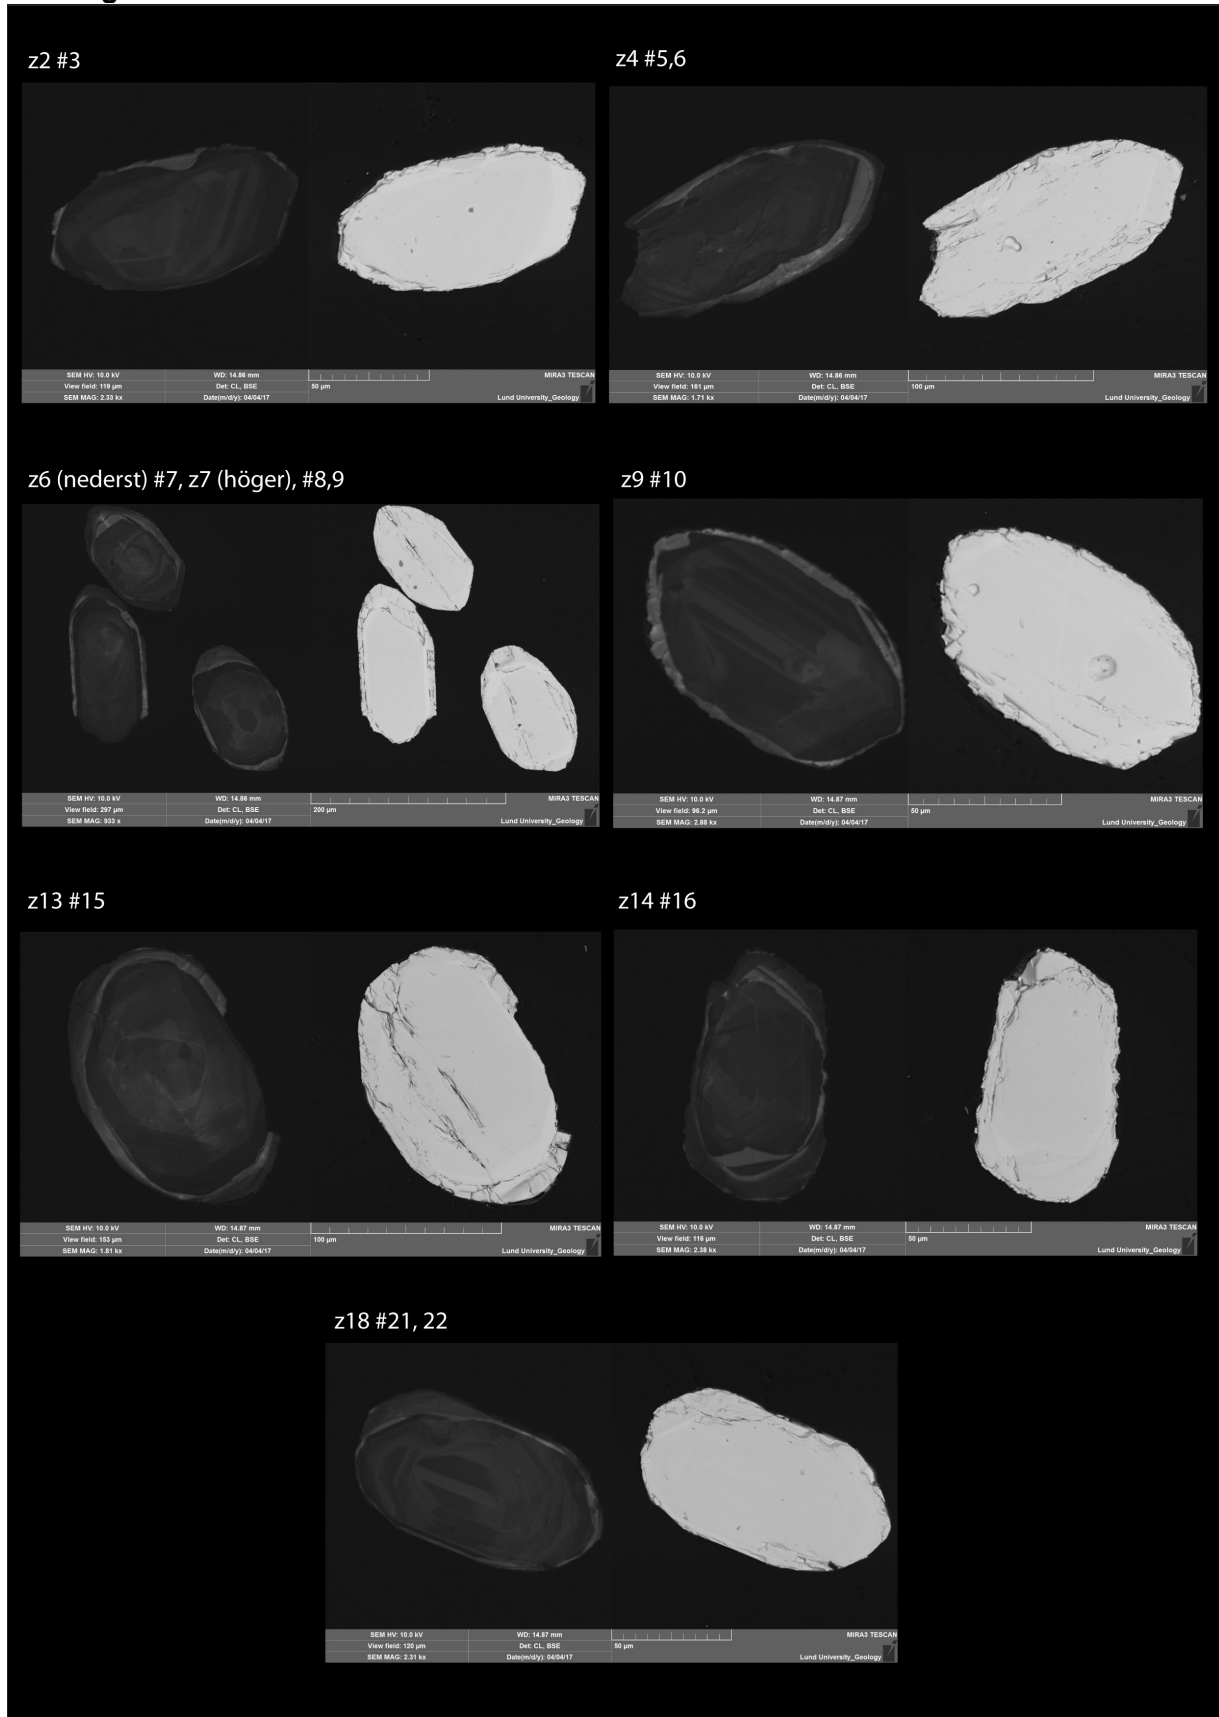 z2 #3
z4 #5,6
SEM HV: 10.0 kV WD: 14.86 mm MIRA3 TESCAN
View field: 119 µm Det: CL, BSE 50 µm
SEM MAG: 2.33 kx Date(m/d/y): 04/04/17 Lund University_Geology
SEM HV: 10.0 kV WD: 14.86 mm MIRA3 TESCAN
View field: 161 µm Det: CL, BSE 100 µm
SEM MAG: 1.71 kx Date(m/d/y): 04/04/17 Lund University_Geology
z6 (nederst) #7, z7 (höger), #8,9
z9 #10
SEM HV: 10.0 kV WD: 14.86 mm MIRA3 TESCAN
View field: 297 µm Det: CL, BSE 200 µm
SEM MAG: 933 x Date(m/d/y): 04/04/17 Lund University_Geology
SEM HV: 10.0 kV WD: 14.87 mm MIRA3 TESCAN
View field: 96.2 µm Det: CL, BSE 50 µm
SEM MAG: 2.88 kx Date(m/d/y): 04/04/17 Lund University_Geology
z13 #15
z14 #16
SEM HV: 10.0 kV WD: 14.87 mm MIRA3 TESCAN
View field: 153 µm Det: CL, BSE 100 µm
SEM MAG: 1.81 kx Date(m/d/y): 04/04/17 Lund University_Geology
SEM HV: 10.0 kV WD: 14.87 mm MIRA3 TESCAN
View field: 116 µm Det: CL, BSE 50 µm
SEM MAG: 2.38 kx Date(m/d/y): 04/04/17 Lund University_Geology
z18 #21, 22
SEM HV: 10.0 kV WD: 14.87 mm MIRA3 TESCAN
View field: 120 µm Det: CL, BSE 50 µm
SEM MAG: 2.31 kx Date(m/d/y): 04/04/17 Lund University_Geology